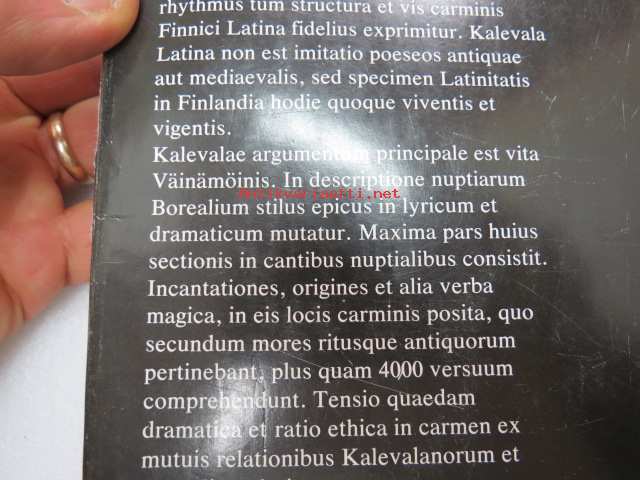 rhythmus tum structura et vis carminis
Finnici Latina fidelius exprimitur. Kalevala
Latina non est imitatio poeseos antiquae
aut mediaevalis, sed specimen Latinitatis
in Finlandia hodie quoque viventis et
vigentis.
Kalevalae argumentum principale est vita
Väinämöinis. In descriptione nuptiarum
Borealium stilus epicus in lyricum et
dramaticum mutatur. Maxima pars huius
sectionis in cantibus nuptialibus consistit.
Incantationes, origines et alia verba
magica, in eis locis carminis posita, quo
secundum mores ritusque antiquorum
pertinebant, plus quam 4000 versuum
comprehendunt. Tensio quaedam
dramatica et ratio ethica in carmen ex
mutuis relationibus Kalevalanorum et